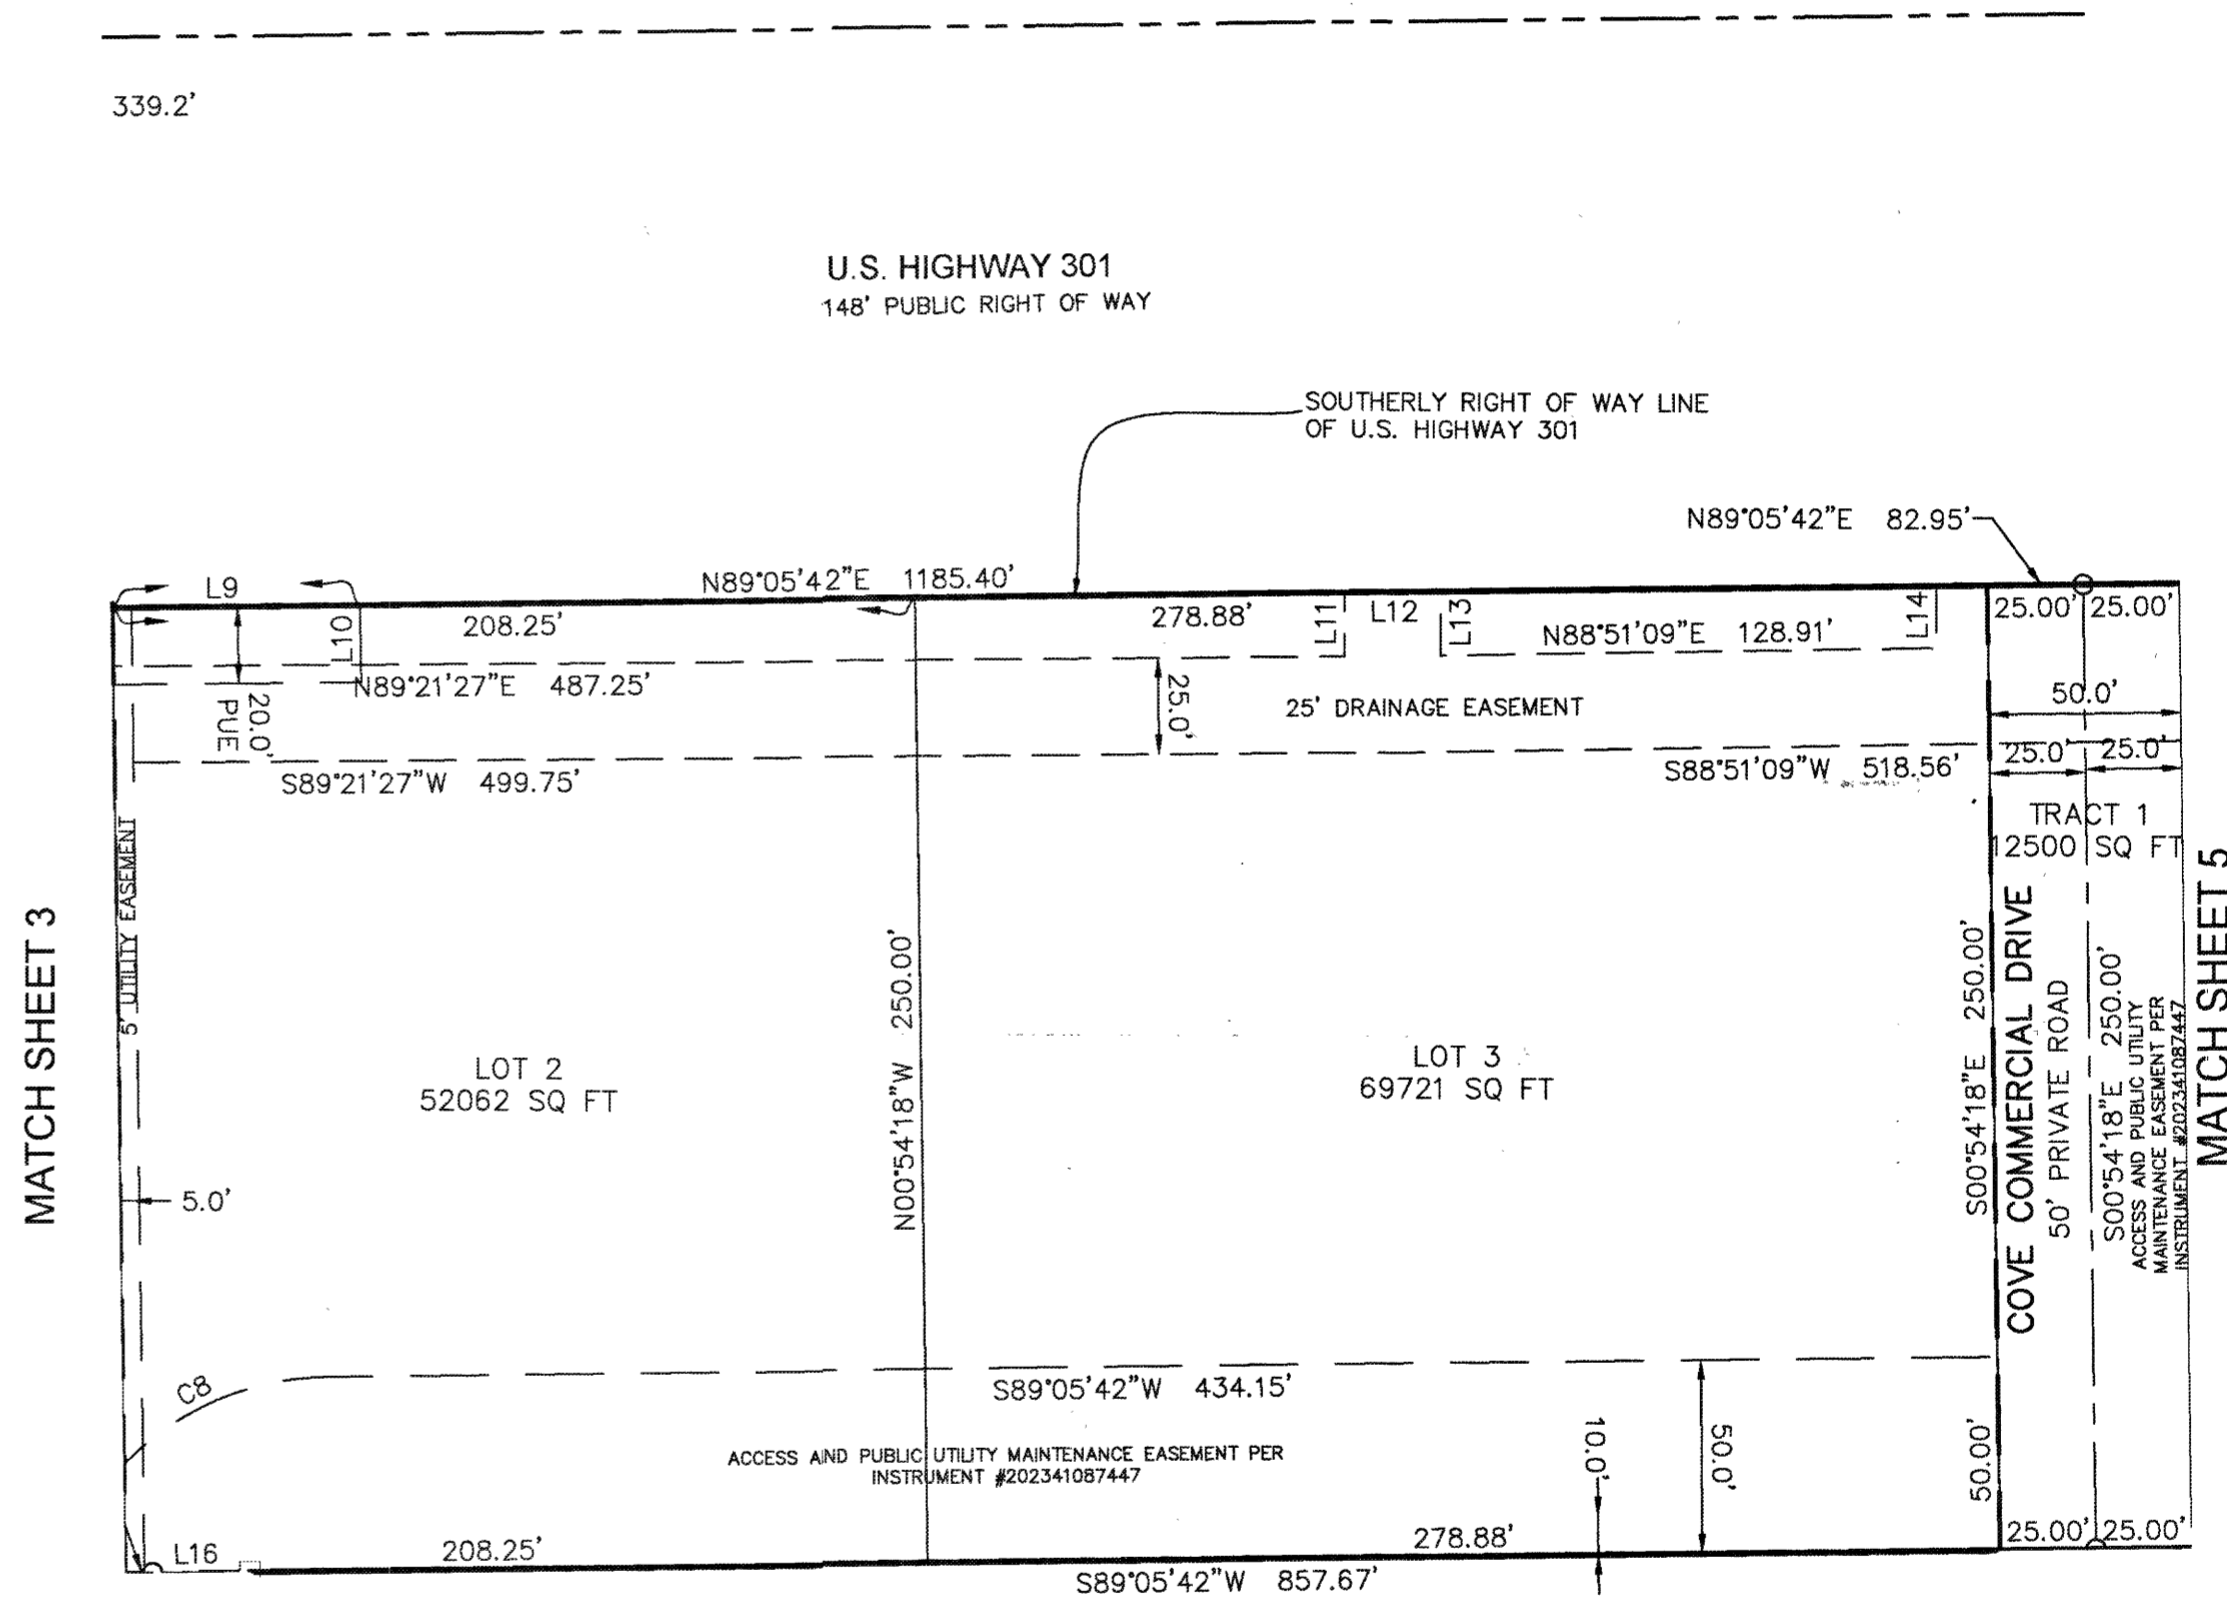 339.2'
U.S. HIGHWAY 301
148' PUBLIC RIGHT OF WAY
SOUTHERLY RIGHT OF WAY LINE
OF U.S. HIGHWAY 301
N89°05'42"E 82.95'
L9
N89°05'42"E 1185.40'
L10
208.25'
278.88'
L11
L12
L13
N88°51'09"E 128.91'
L14
25.00'
25.00'
N89°21'27"E 487.25'
20.0'
PUE
25.0'
25' DRAINAGE EASEMENT
50.0'
S89°21'27"W 499.75'
S88°51'09"W 518.56'
25.0'
25.0'
TRACT 1
12500 SQ FT
MATCH SHEET 3
5' UTILITY EASEMENT
5.0'
LOT 2
52062 SQ FT
N00°54'18"W 250.00'
LOT 3
69721 SQ FT
S00°54'18"E 250.00'
COVE COMMERCIAL DRIVE
50' PRIVATE ROAD
S00°54'18"E 250.00'
ACCESS AND PUBLIC UTILITY
MAINTENANCE EASEMENT PER
INSTRUMENT #202341087447
MATCH SHEET 5
C8
S89°05'42"W 434.15'
ACCESS AND PUBLIC UTILITY MAINTENANCE EASEMENT PER
INSTRUMENT #202341087447
10.0'
50.0'
50.00'
L16
208.25'
278.88'
25.00'
25.00'
S89°05'42"W 857.67'